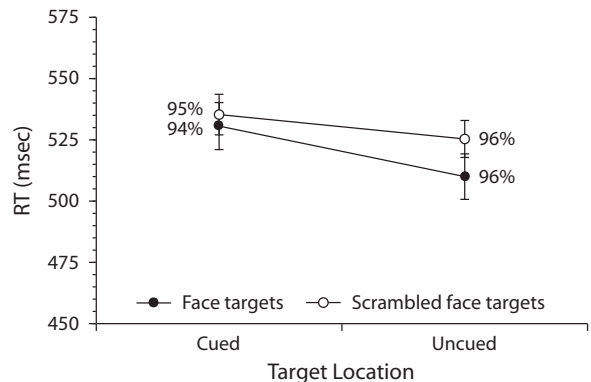 575
550
525
500
475
450
RT (msec)
95%
94%
96%
96%
Face targets
Scrambled face targets
Cued
Uncued
Target Location